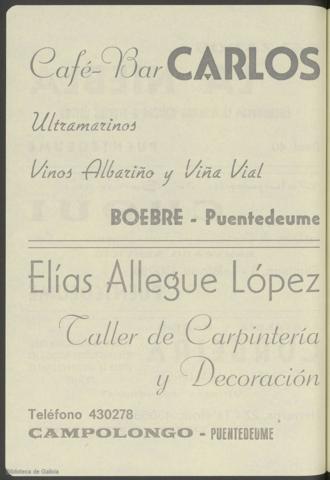 Café-Bar CARLOS
Ultramarinos
Vinos Albariño y Viña Vial
BOEBRE - Puentedeume
Elías Allegue López
Taller de Carpintería
y Decoración
Teléfono 430278
CAMPOLONGO - PUENTEDEUME
Biblioteca de Galicia